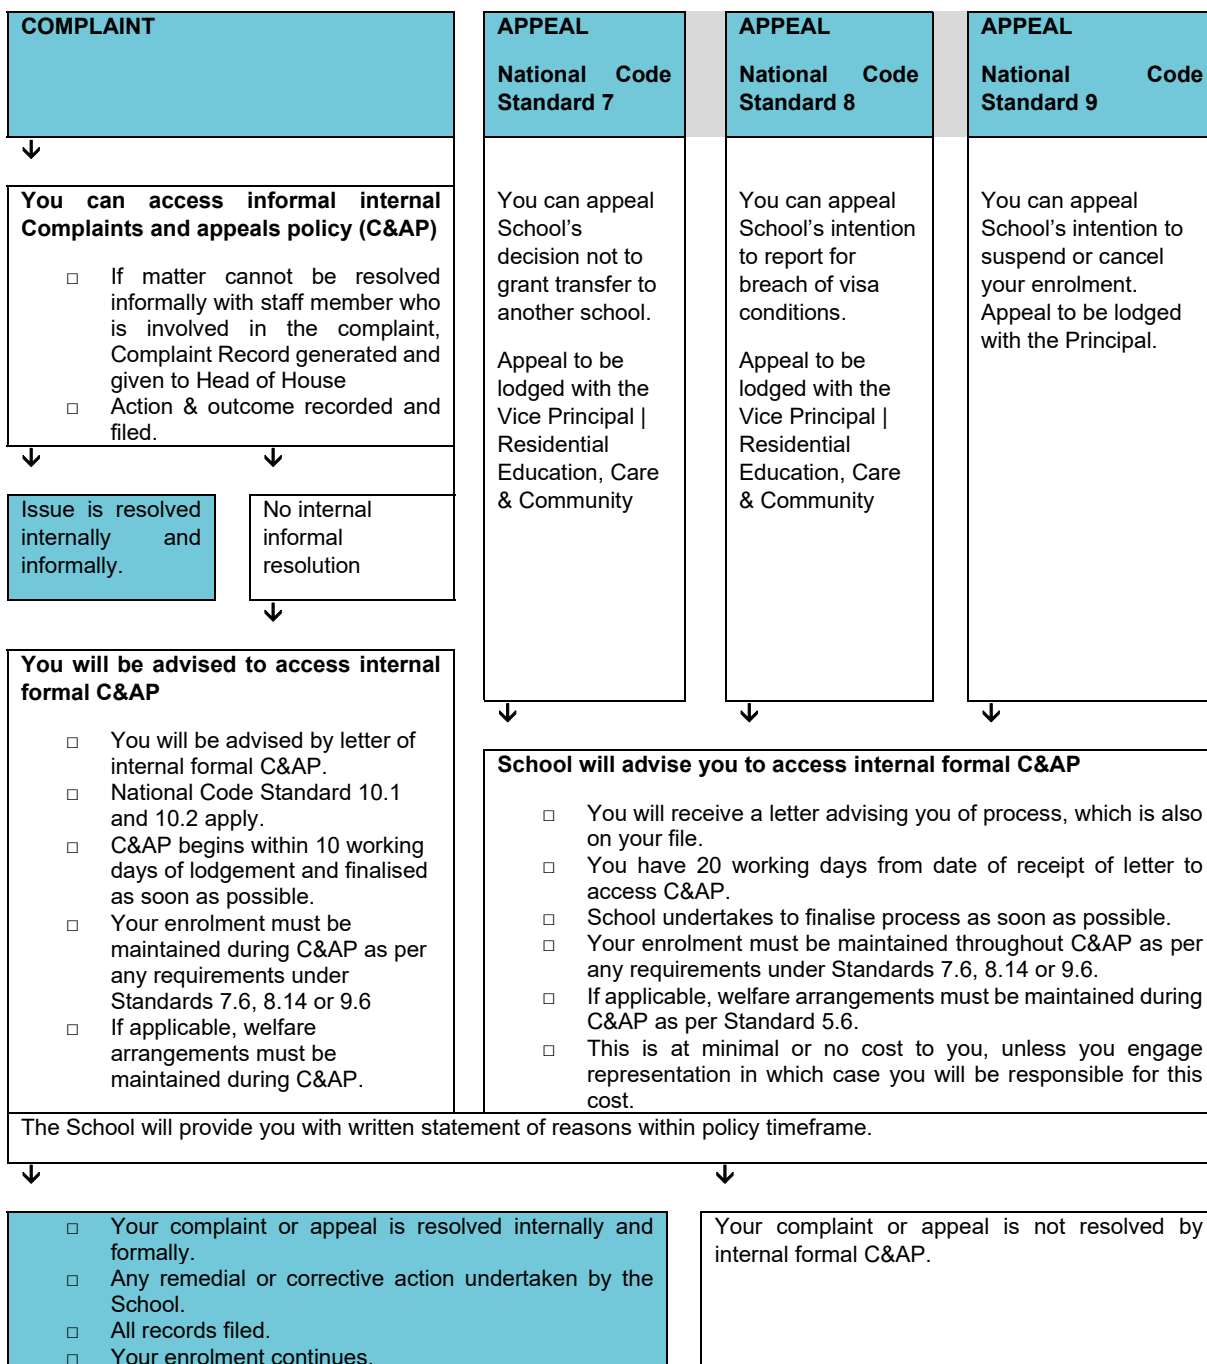 COMPLAINT
APPEAL
National Code
Standard 7
APPEAL
National Code
Standard 8
APPEAL
National Code
Standard 9
You can access informal internal
Complaints and appeals policy (C&AP)
□ If matter cannot be resolved
informally with staff member who
is involved in the complaint,
Complaint Record generated and
given to Head of House
□ Action & outcome recorded and
filed.
You can appeal
School’s
decision not to
grant transfer to
another school.
Appeal to be
lodged with the
Vice Principal |
Residential
Education, Care
& Community
You can appeal
School’s intention
to report for
breach of visa
conditions.
Appeal to be
lodged with the
Vice Principal |
Residential
Education, Care
& Community
You can appeal
School’s intention to
suspend or cancel
your enrolment.
Appeal to be lodged
with the Principal.
Issue is resolved
internally and
informally.
No internal
informal
resolution
You will be advised to access internal
formal C&AP
□ You will be advised by letter of
internal formal C&AP.
□ National Code Standard 10.1
and 10.2 apply.
□ C&AP begins within 10 working
days of lodgement and finalised
as soon as possible.
□ Your enrolment must be
maintained during C&AP as per
any requirements under
Standards 7.6, 8.14 or 9.6
□ If applicable, welfare
arrangements must be
maintained during C&AP.
School will advise you to access internal formal C&AP
□ You will receive a letter advising you of process, which is also
on your file.
□ You have 20 working days from date of receipt of letter to
access C&AP.
□ School undertakes to finalise process as soon as possible.
□ Your enrolment must be maintained throughout C&AP as per
any requirements under Standards 7.6, 8.14 or 9.6.
□ If applicable, welfare arrangements must be maintained during
C&AP as per Standard 5.6.
□ This is at minimal or no cost to you, unless you engage
representation in which case you will be responsible for this
cost.
The School will provide you with written statement of reasons within policy timeframe.
□ Your complaint or appeal is resolved internally and
formally.
□ Any remedial or corrective action undertaken by the
School.
□ All records filed.
□ Your enrolment continues.
Your complaint or appeal is not resolved by
internal formal C&AP.